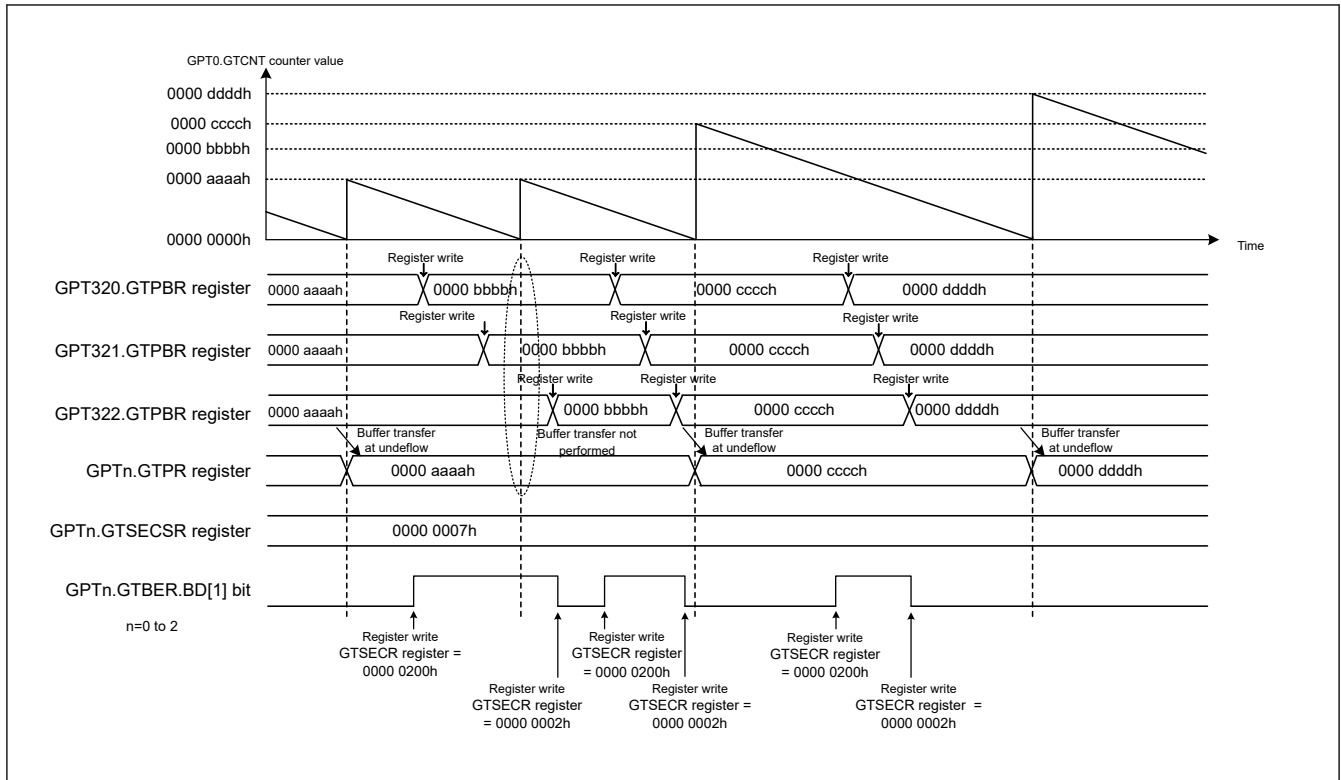 GPT0.GTCNT counter value
0000 ddddh
0000 cccch
0000 bbbbh
0000 aaaah
0000 0000h
Time
Register write
Register write
Register write
GPT320.GTPBR register
0000 aaaah
0000 bbbbh
0000 cccch
0000 ddddh
Register write
Register write
Register write
GPT321.GTPBR register
0000 aaaah
0000 bbbbh
0000 cccch
0000 ddddh
Register write
Register write
Register write
GPT322.GTPBR register
0000 aaaah
0000 bbbbh
0000 cccch
0000 ddddh
Buffer transfer
at undeflow
Buffer transfer not
performed
Buffer transfer
at undeflow
Buffer transfer
at undeflow
GPTn.GTPR register
0000 aaaah
0000 cccch
0000 ddddh
GPTn.GTSECSR register
0000 0007h
GPTn.GTBER.BD[1] bit
n=0 to 2
Register write
GTSECR register =
0000 0200h
Register write
GTSECR register
= 0000 0200h
Register write
GTSECR register
= 0000 0200h
Register write
GTSECR register
= 0000 0002h
Register write
GTSECR register =
0000 0002h
Register write
GTSECR register =
0000 0002h